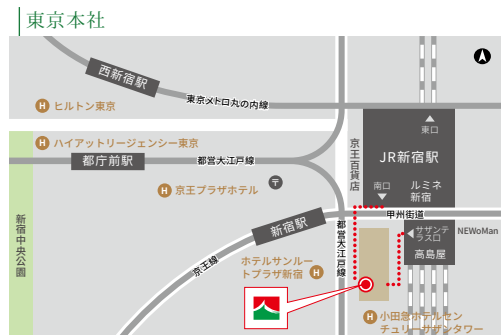 東京本社
西新宿駅
東京メトロ丸の内線
H ヒルトン東京
東口
H ハイアットリージェンシー東京
都庁前駅
都営大江戸線
京王百貨店
JR新宿駅
H 京王プラザホテル
〒
南口
ルミネ
新宿
新宿中央公園
新宿駅
甲州街道
京王線
都営大江戸線
サザンテ
ラス口
NEWoMan
高島屋
ホテルサンルー
トプラザ新宿 H
H 小田急ホテルセン
チュリーサザンタワー